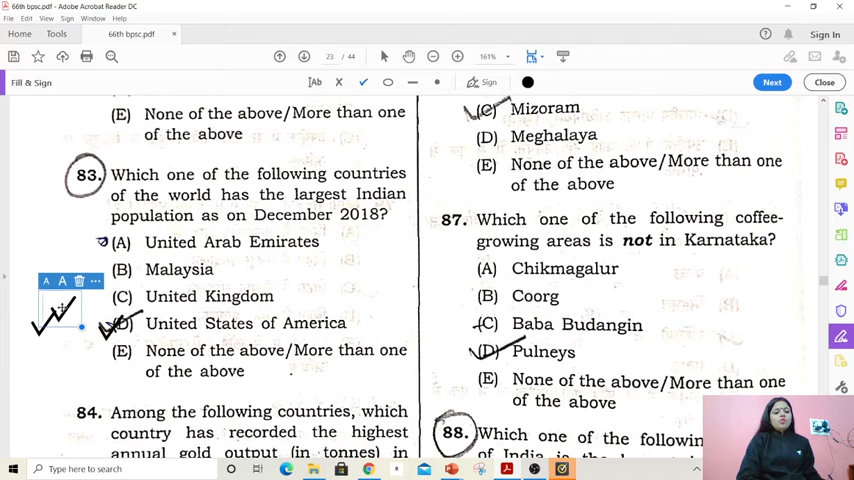 66th bpsc.pdf - Adobe Acrobat Reader DC
File Edit View Sign Window Help
Home Tools 66th bpsc.pdf × Sign In
23 / 44 161%
Fill & Sign Ab Sign Next Close
(E) None of the above/More than one
of the above
83. Which one of the following countries
of the world has the largest Indian
population as on December 2018?
(A) United Arab Emirates
(B) Malaysia
(C) United Kingdom
(D) United States of America
(E) None of the above/More than one
of the above
84. Among the following countries, which
country has recorded the highest
annual gold output (in tonnes) in
(C) Mizoram
(D) Meghalaya
(E) None of the above/More than one
of the above
87. Which one of the following coffee-
growing areas is not in Karnataka?
(A) Chikmagalur
(B) Coorg
(C) Baba Budangin
(D) Pulneys
(E) None of the above/More than one
of the above
88. Which one of the following
of India is the
A A
Type here to search